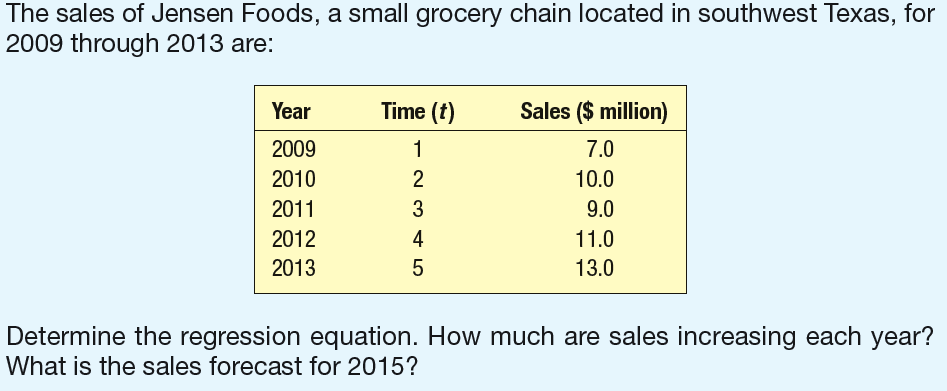 The sales of Jensen Foods, a small grocery chain located in southwest Texas, for
2009 through 2013 are:
Year Time (t) Sales ($ million)
2009 1 7.0
2010 2 10.0
2011 3 9.0
2012 4 11.0
2013 5 13.0
Determine the regression equation. How much are sales increasing each year?
What is the sales forecast for 2015?